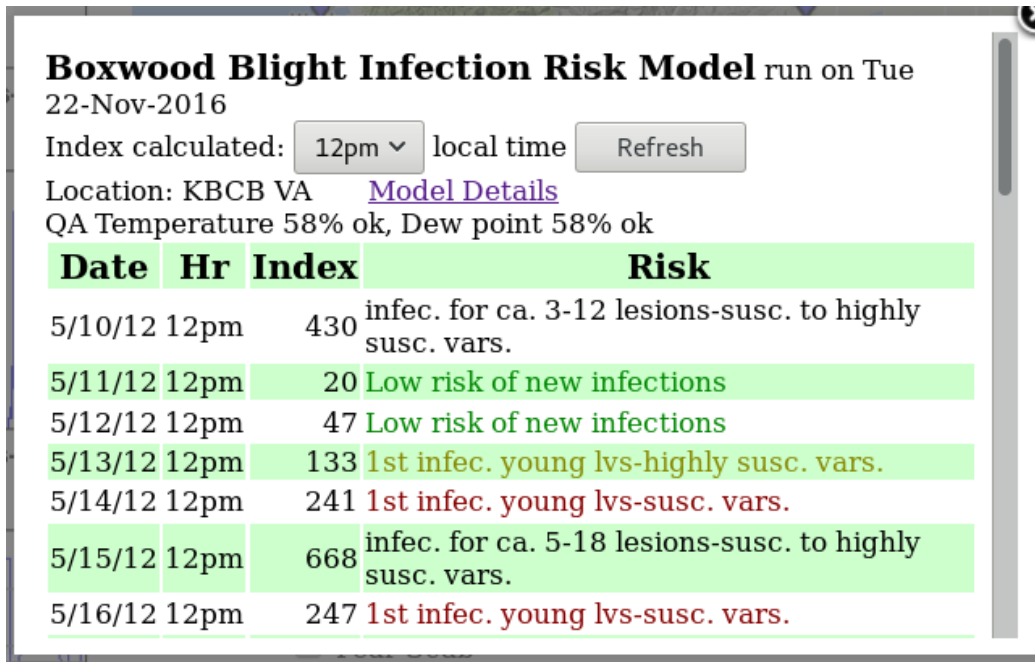 Boxwood Blight Infection Risk Model run on Tue
22-Nov-2016
Index calculated: 12pm local time Refresh
Location: KBCB VA Model Details
QA Temperature 58% ok, Dew point 58% ok
Date Hr Index Risk
5/10/12 12pm 430 infec. for ca. 3-12 lesions-susc. to highly
susc. vars.
5/11/12 12pm 20 Low risk of new infections
5/12/12 12pm 47 Low risk of new infections
5/13/12 12pm 133 1st infec. young lvs-highly susc. vars.
5/14/12 12pm 241 1st infec. young lvs-susc. vars.
5/15/12 12pm 668 infec. for ca. 5-18 lesions-susc. to highly
susc. vars.
5/16/12 12pm 247 1st infec. young lvs-susc. vars.